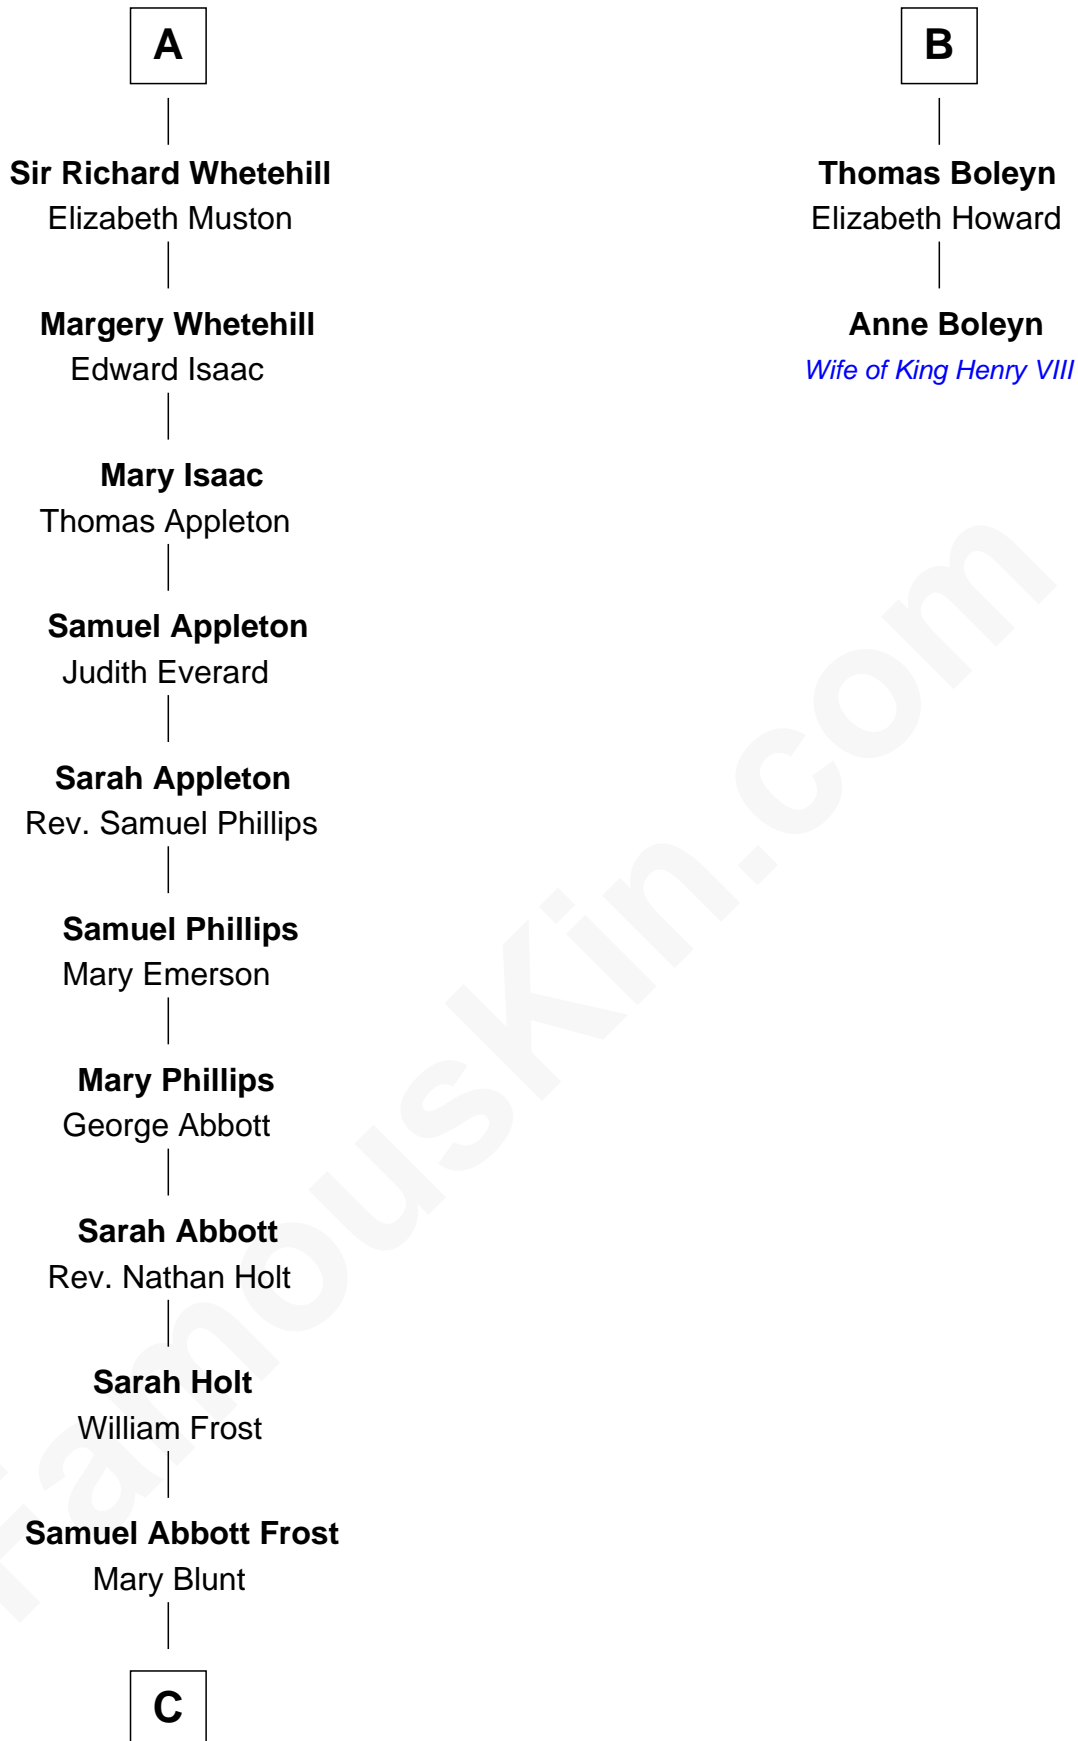 A
Sir Richard Whetehill
Elizabeth Muston
Margery Whetehill
Edward Isaac
Mary Isaac
Thomas Appleton
Samuel Appleton
Judith Everard
Sarah Appleton
Rev. Samuel Phillips
Samuel Phillips
Mary Emerson
Mary Phillips
George Abbott
Sarah Abbott
Rev. Nathan Holt
Sarah Holt
William Frost
Samuel Abbott Frost
Mary Blunt
C
B
Thomas Boleyn
Elizabeth Howard
Anne Boleyn
Wife of King Henry VIII
FamousKin.com